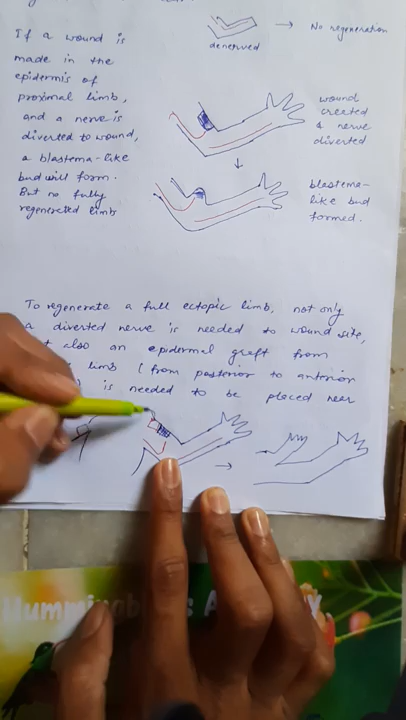 → No regeneration
denerved
If a wound is
made in the
epidermis of
proximal limb,
and a nerve is
diverted to wound,
a blastema-like
bud will form.
But no fully
regenerated limb
wound
created
& nerve
diverted
blastema-
like bud
formed.
To regenerate a full ectopic limb, not only
a diverted nerve is needed to wound site,
also an epidermal graft from
limb (from posterior to anterior
is needed to be placed near
Hummingb